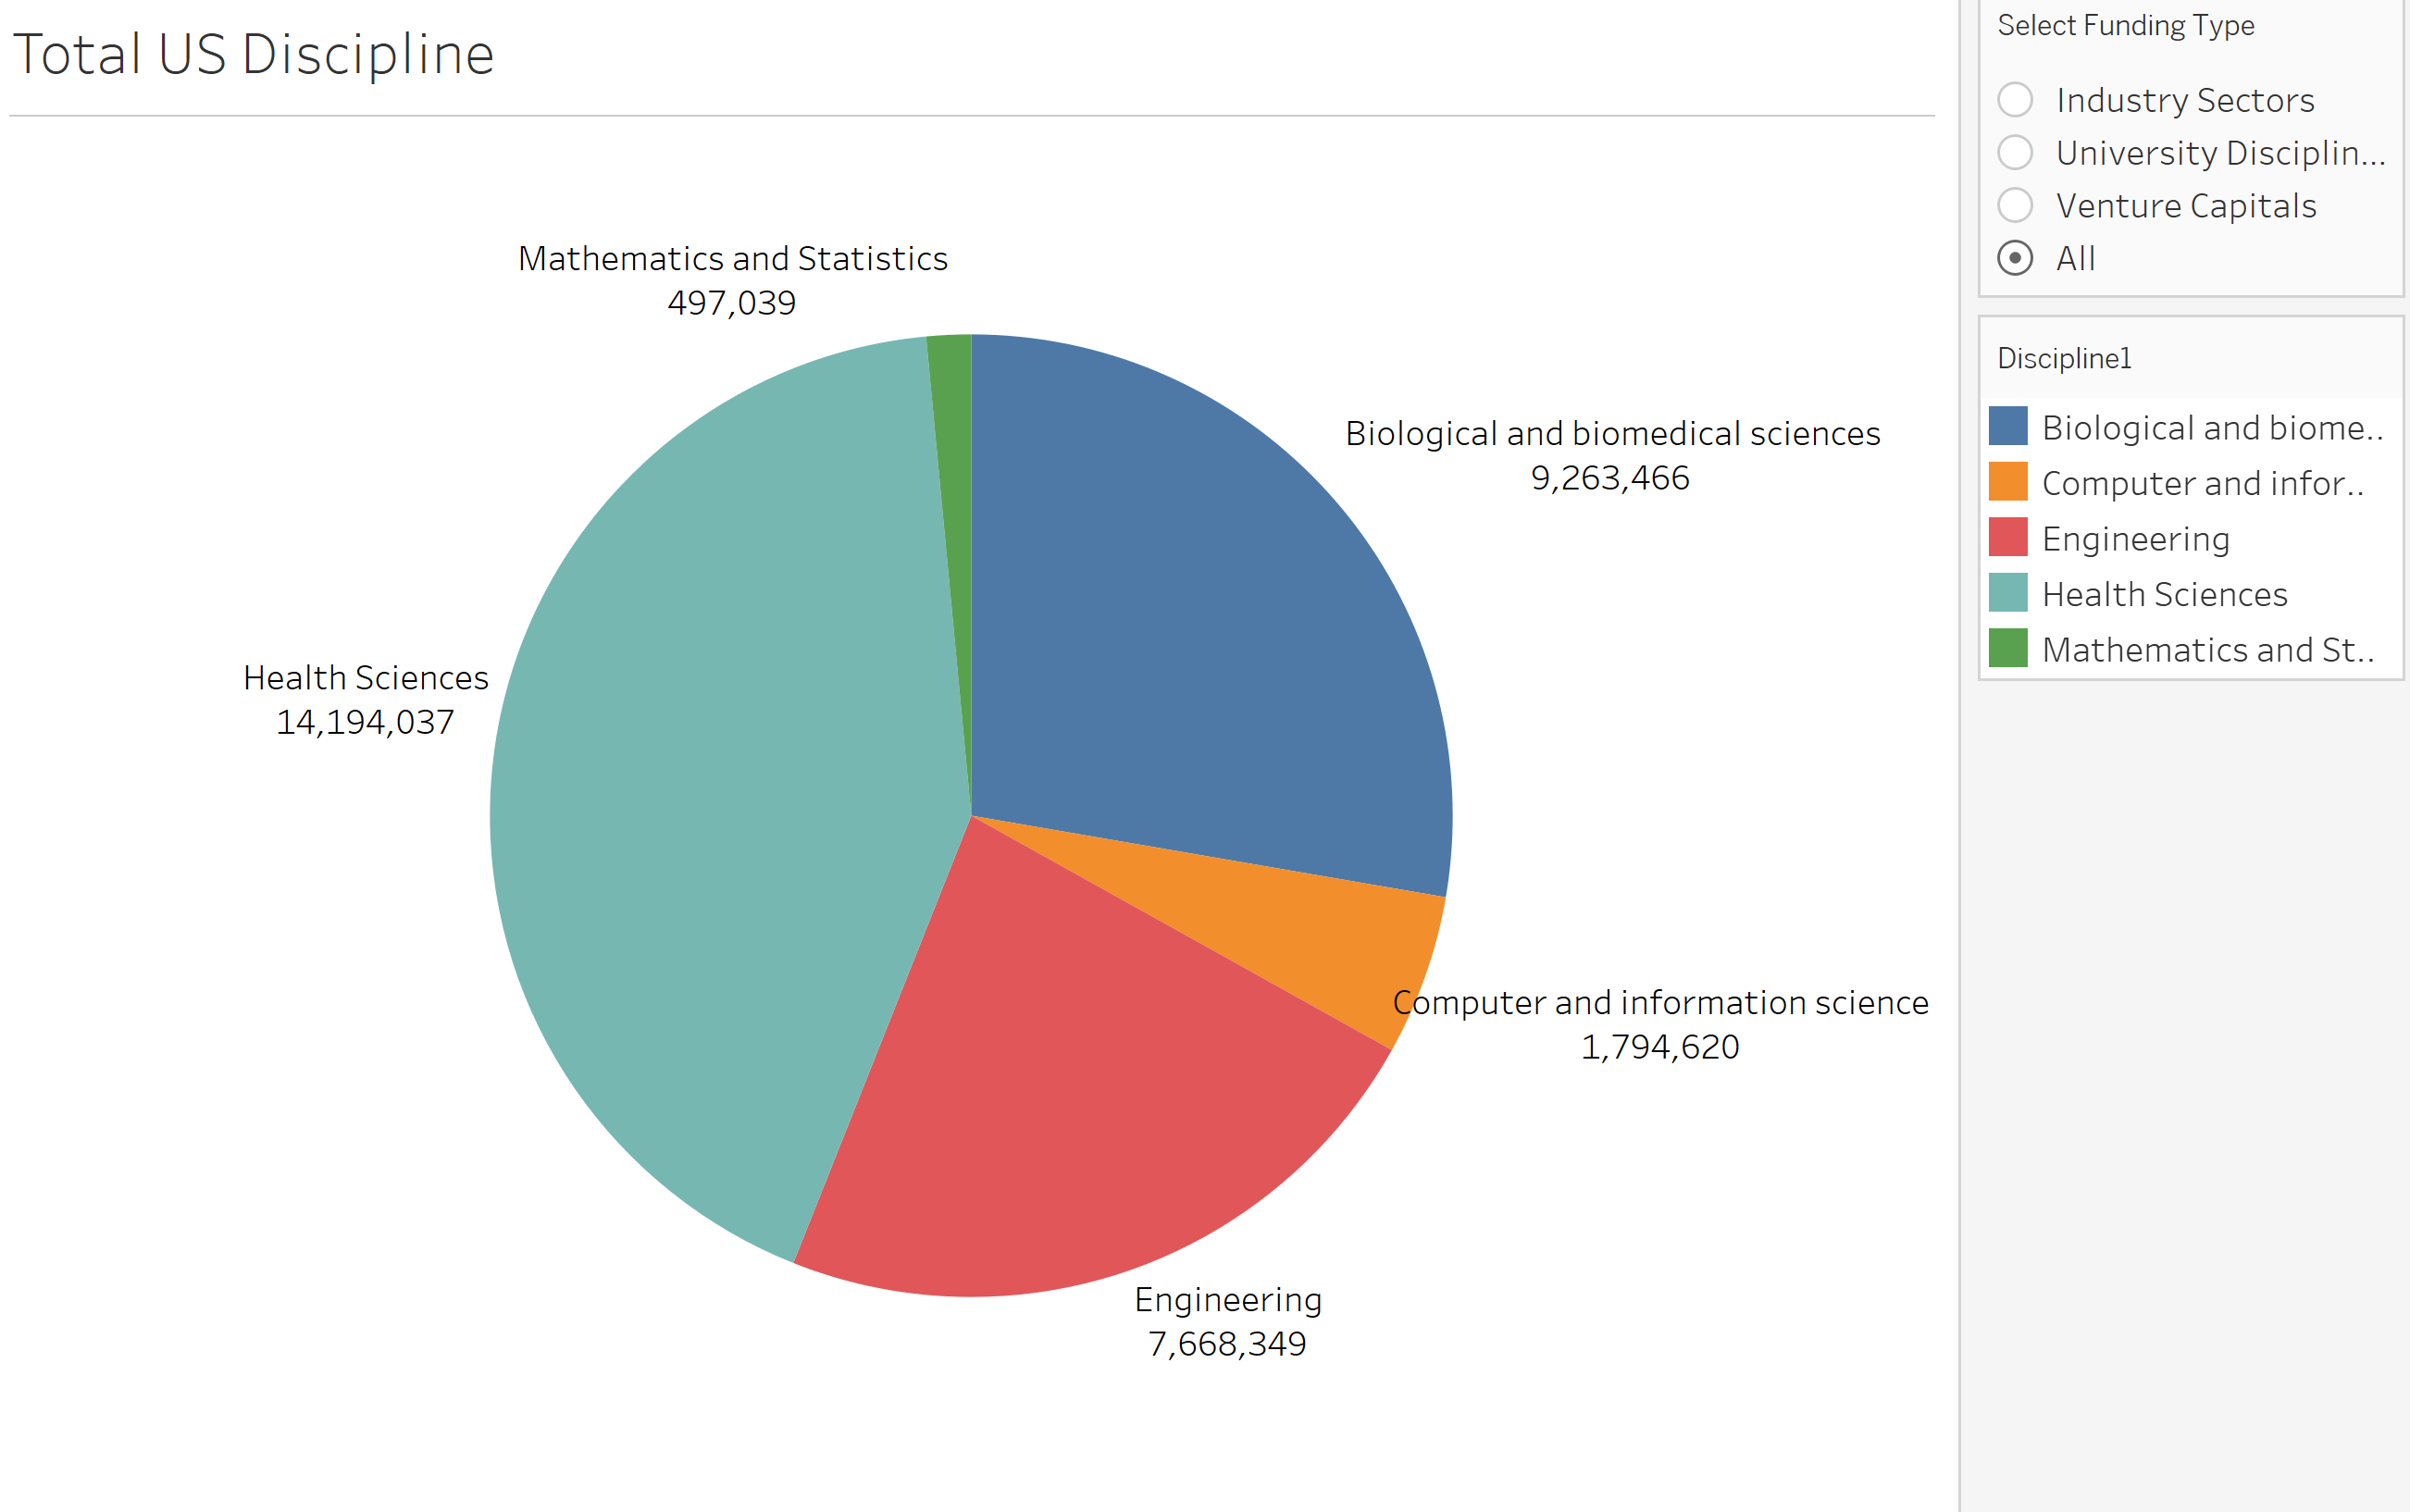 Total US Discipline
Mathematics and Statistics
497,039
Biological and biomedical sciences
9,263,466
Health Sciences
14,194,037
Computer and information science
1,794,620
Engineering
7,668,349
Select Funding Type
Industry Sectors
University Disciplin...
Venture Capitals
All
Discipline1
Biological and biome..
Computer and infor..
Engineering
Health Sciences
Mathematics and St..